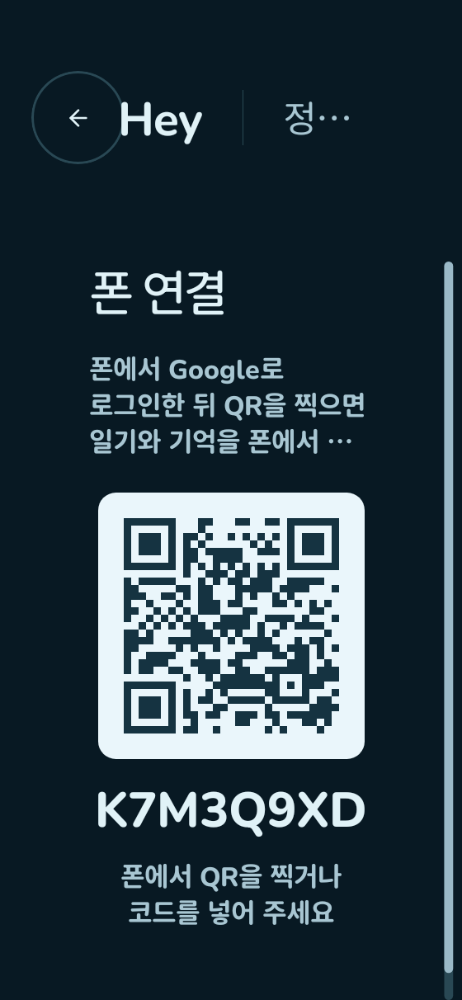 Hey
정…
폰 연결
폰에서 Google로
로그인한 뒤 QR을 찍으면
일기와 기억을 폰에서 …
K7M3Q9XD
폰에서 QR을 찍거나
코드를 넣어 주세요